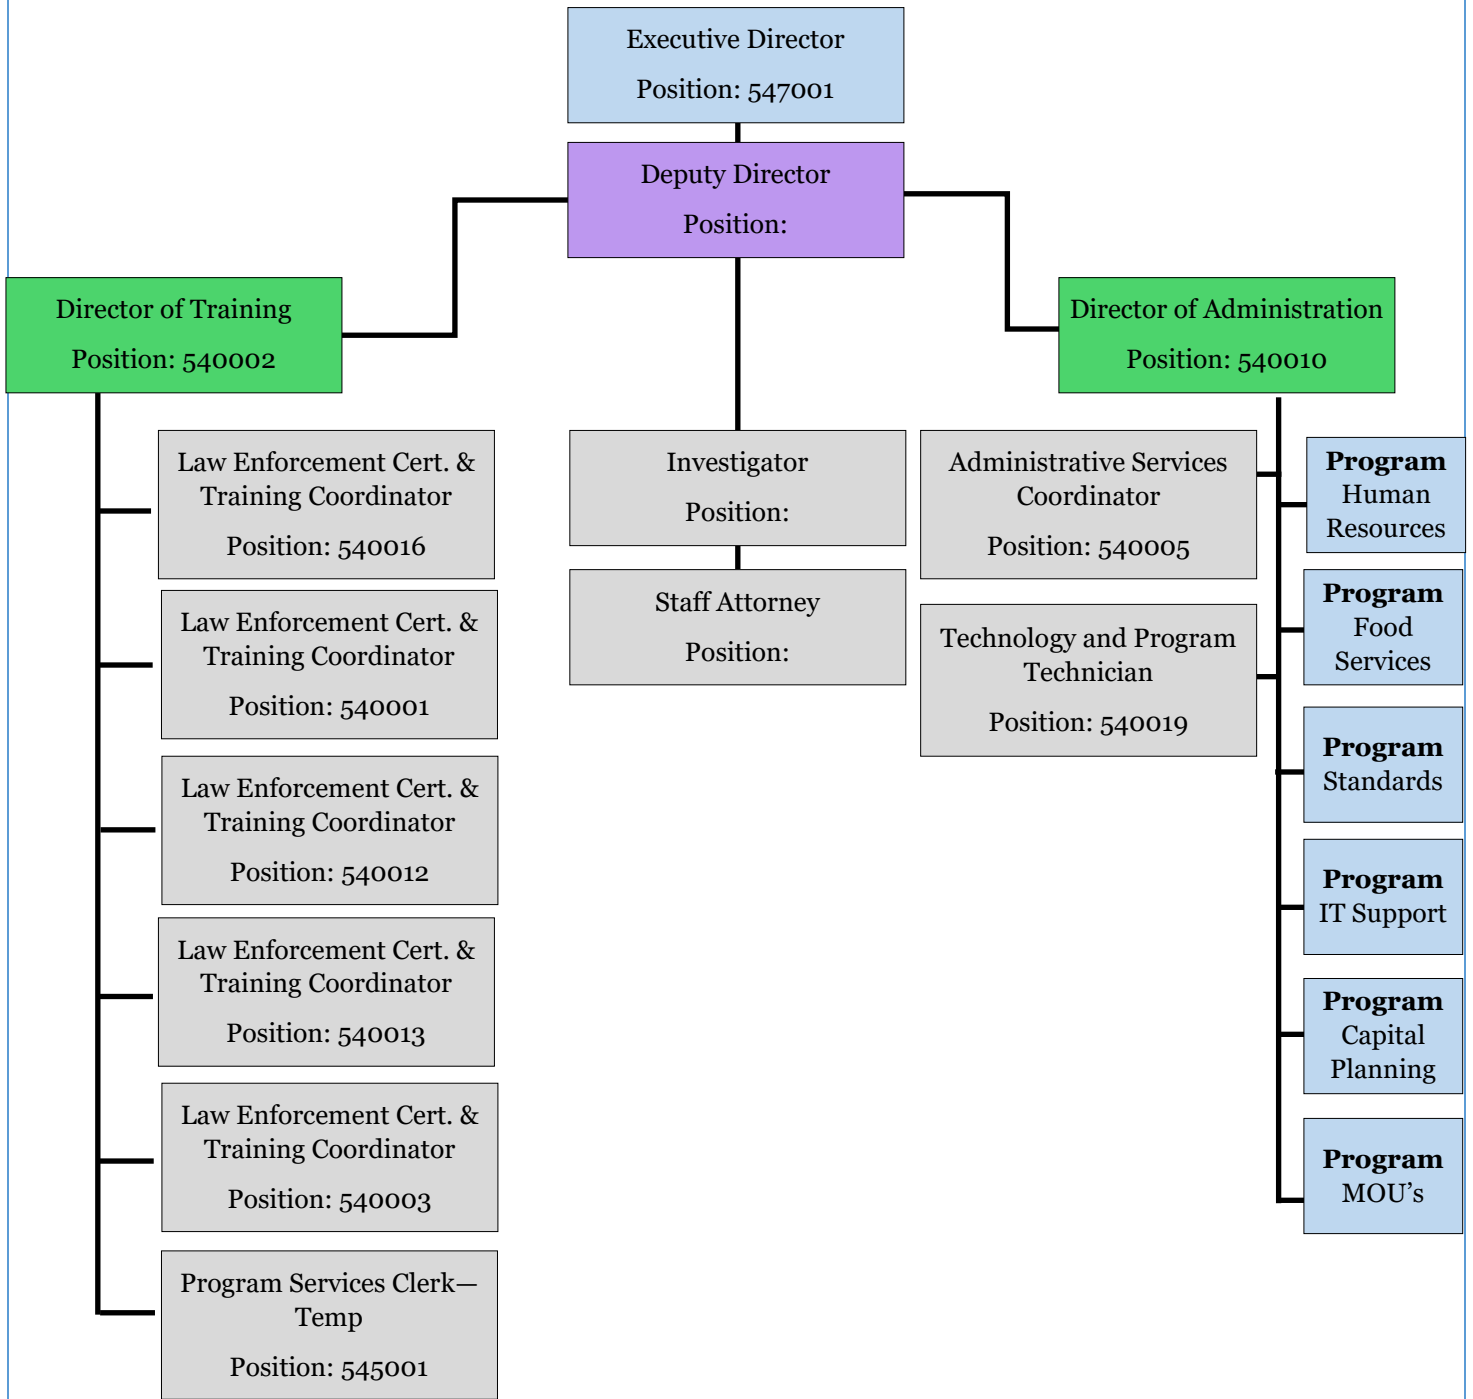 Executive Director
Position: 547001
Deputy Director
Position:
Director of Training
Position: 540002
Director of Administration
Position: 540010
Law Enforcement Cert. &
Training Coordinator
Position: 540016
Law Enforcement Cert. &
Training Coordinator
Position: 540001
Law Enforcement Cert. &
Training Coordinator
Position: 540012
Law Enforcement Cert. &
Training Coordinator
Position: 540013
Law Enforcement Cert. &
Training Coordinator
Position: 540003
Program Services Clerk—
Temp
Position: 545001
Investigator
Position:
Staff Attorney
Position:
Administrative Services
Coordinator
Position: 540005
Technology and Program
Technician
Position: 540019
Program
Human
Resources
Program
Food
Services
Program
Standards
Program
IT Support
Program
Capital
Planning
Program
MOU’s